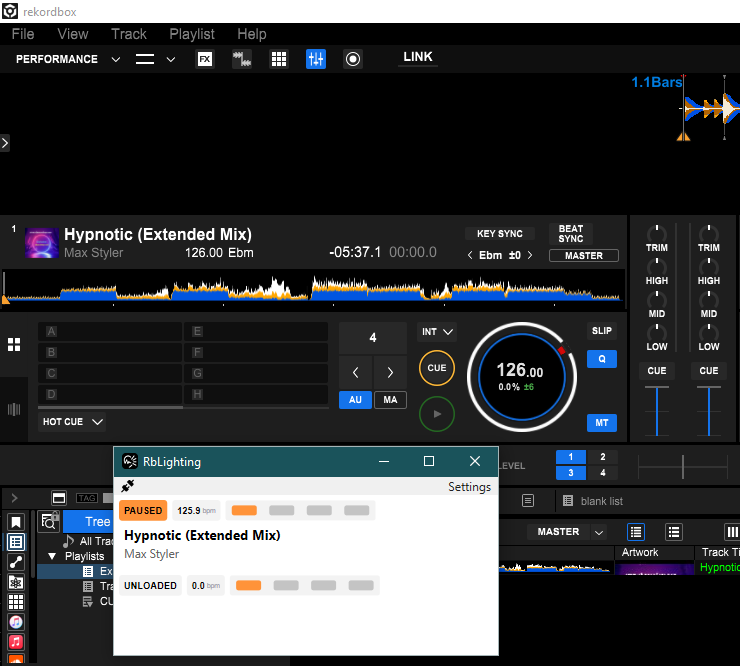 rekordbox
File View Track Playlist Help
PERFORMANCE FX LINK
1.1Bars
1 Hypnotic (Extended Mix)
Max Styler 126.00 Ebm
-05:37.1 00:00.0
KEY SYNC
Ebm ±0
BEAT
SYNC
MASTER
TRIM TRIM
HIGH HIGH
MID MID
LOW LOW
CUE CUE
A E
B F
C G
D H
HOT CUE
4
AU MA
INT
CUE
126.00
0.0% ±6
SLIP
Q
MT
LEVEL
1 2
3 4
RbLighting
Settings
PAUSED 125.9 bpm
Hypnotic (Extended Mix)
Max Styler
UNLOADED 0.0 bpm
TAG
blank list
Tree
All Trac
Playlists
Ex
Tra
CU
MASTER
Artwork Track Ti
Hypnotic